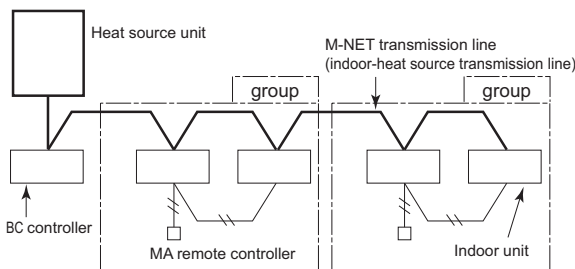 Heat source unit
M-NET transmission line
(indoor-heat source transmission line)
group
group
BC controller
MA remote controller
Indoor unit